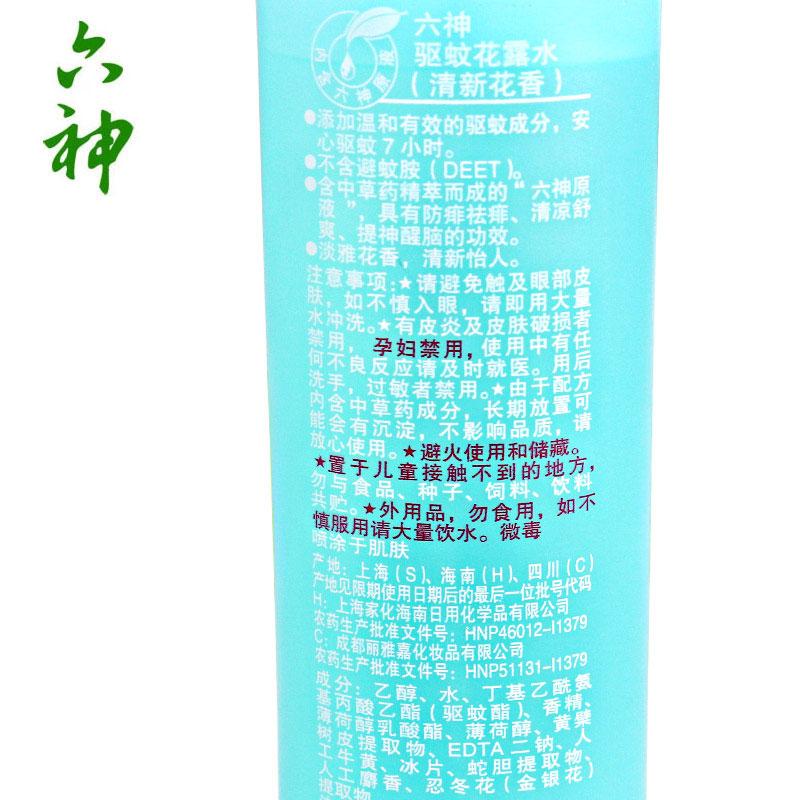 六神
内含六神原液
六神
驱蚊花露水
（清新花香）
●添加温和有效的驱蚊成分，安
心驱蚊7小时。
●不含避蚊胺（DEET）。
●含中草药精萃而成的“六神原
液”，具有防痱祛痱、清凉舒
爽、提神醒脑的功效。
●淡雅花香，清新怡人。
注意事项：★请避免触及眼部皮
肤，如不慎入眼，请即用大量
水冲洗。★有皮炎及皮肤破损者
禁用，孕妇禁用，使用中有任
何不良反应请及时就医。用后
洗手，过敏者禁用。★由于配方
内含中草药成分，长期放置可
能会有沉淀，不影响品质，请
放心使用。★避火使用和储藏。
★置于儿童接触不到的地方，
勿与食品、种子、饲料、饮料
共贮。★外用品，勿食用，如不
慎服用请大量饮水。微毒
喷涂于肌肤
产地：上海（S）、海南（H）、四川（C）
产地见限期使用日期后的最后一位批号代码
H：上海家化海南日用化学品有限公司
农药生产批准文件号：HNP46012-I1379
C：成都丽雅嘉化妆品有限公司
农药生产批准文件号：HNP51131-I1379
成分：乙醇、水、丁基乙酰氨
基丙酸乙酯（驱蚊酯）、香精、
薄荷醇乳酸酯、薄荷醇、黄檗
树皮提取物、EDTA二钠、人
工牛黄、冰片、蛇胆提取物、
人工麝香、忍冬花（金银花）
提取物